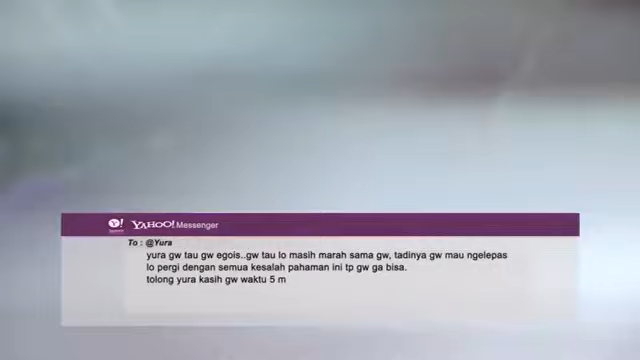 YAHOO! Messenger
To : @Yura
yura gw tau gw egois..gw tau lo masih marah sama gw, tadinya gw mau ngelepas
lo pergi dengan semua kesalah pahaman ini tp gw ga bisa.
tolong yura kasih gw waktu 5 m